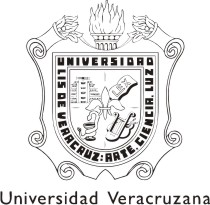 UNIVERSIDAD
LIS DE VERACRUZ: ARTE, CIENCIA, LUZ
Universidad Veracruzana